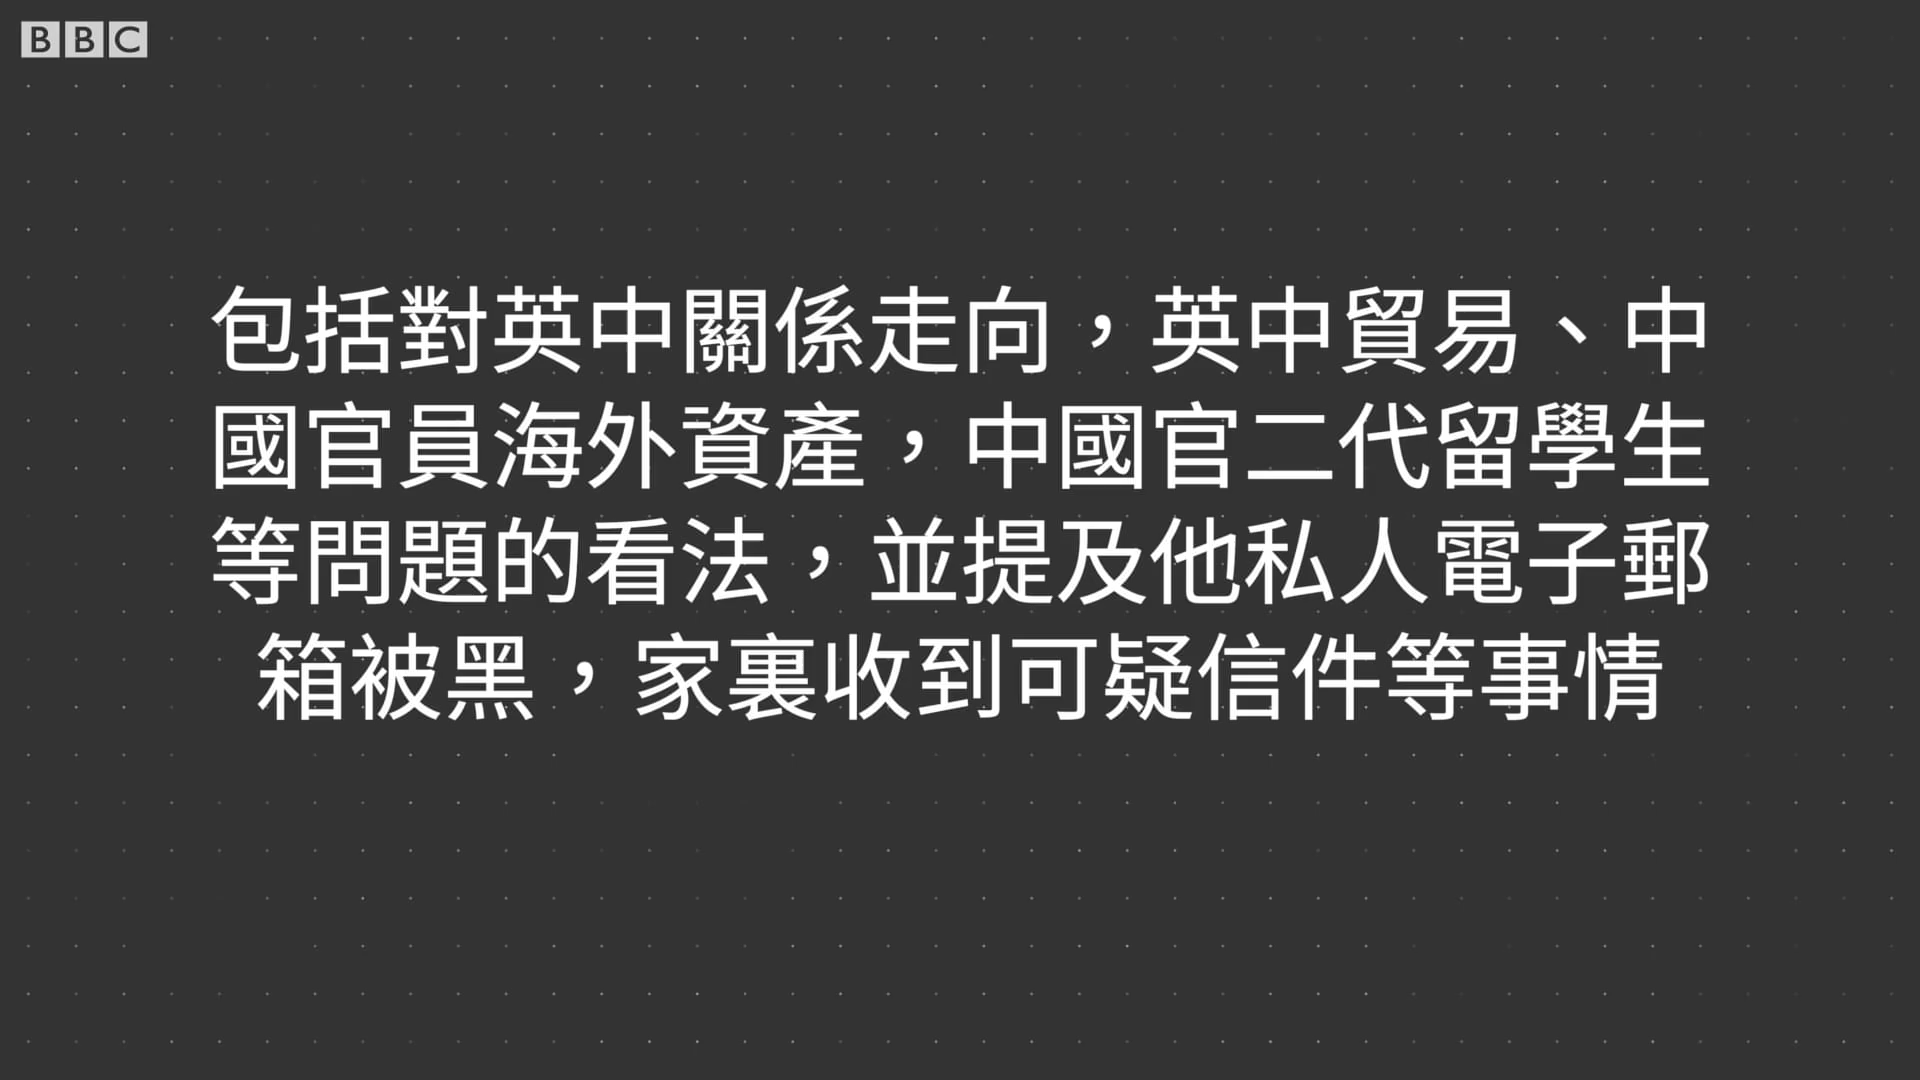 BBC
包括對英中關係走向，英中貿易、中
國官員海外資產，中國官二代留學生
等問題的看法，並提及他私人電子郵
箱被黑，家裏收到可疑信件等事情